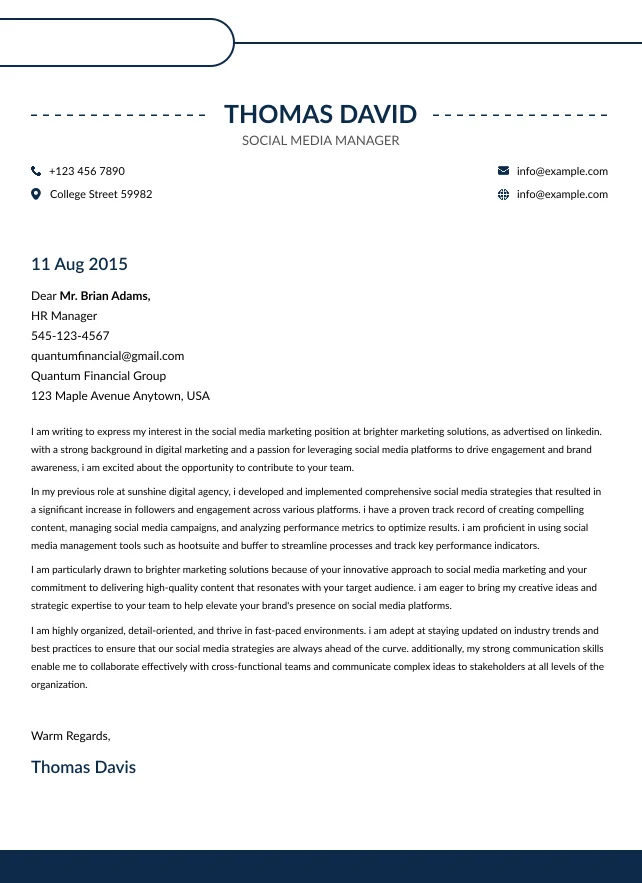 THOMAS DAVID
SOCIAL MEDIA MANAGER
+123 456 7890
info@example.com
College Street 59982
info@example.com
11 Aug 2015
Dear Mr. Brian Adams,
HR Manager
545-123-4567
quantumfinancial@gmail.com
Quantum Financial Group
123 Maple Avenue Anytown, USA
I am writing to express my interest in the social media marketing position at brighter marketing solutions, as advertised on linkedin.
with a strong background in digital marketing and a passion for leveraging social media platforms to drive engagement and brand
awareness, i am excited about the opportunity to contribute to your team.
In my previous role at sunshine digital agency, i developed and implemented comprehensive social media strategies that resulted in
a significant increase in followers and engagement across various platforms. i have a proven track record of creating compelling
content, managing social media campaigns, and analyzing performance metrics to optimize results. i am proficient in using social
media management tools such as hootsuite and buffer to streamline processes and track key performance indicators.
I am particularly drawn to brighter marketing solutions because of your innovative approach to social media marketing and your
commitment to delivering high-quality content that resonates with your target audience. i am eager to bring my creative ideas and
strategic expertise to your team to help elevate your brand's presence on social media platforms.
I am highly organized, detail-oriented, and thrive in fast-paced environments. i am adept at staying updated on industry trends and
best practices to ensure that our social media strategies are always ahead of the curve. additionally, my strong communication skills
enable me to collaborate effectively with cross-functional teams and communicate complex ideas to stakeholders at all levels of the
organization.
Warm Regards,
Thomas Davis